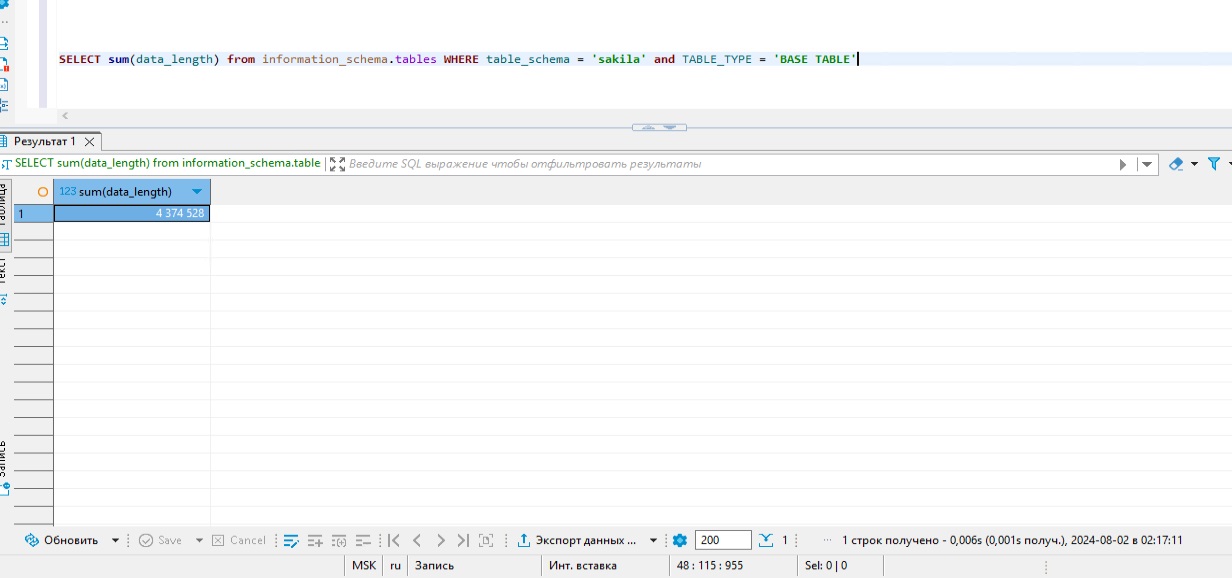 SELECT sum(data_length) from information_schema.tables WHERE table_schema = 'sakila' and TABLE_TYPE = 'BASE TABLE'
Результат 1
SELECT sum(data_length) from information_schema.table
Введите SQL выражение чтобы отфильтровать результаты
123 sum(data_length)
1
4 374 528
Текст
Запись
Обновить
Save
Cancel
Экспорт данных ...
200
1
··· 1 строк получено - 0,006s (0,001s получ.), 2024-08-02 в 02:17:11
MSK
ru
Запись
Инт. вставка
48 : 115 : 955
Sel: 0 | 0